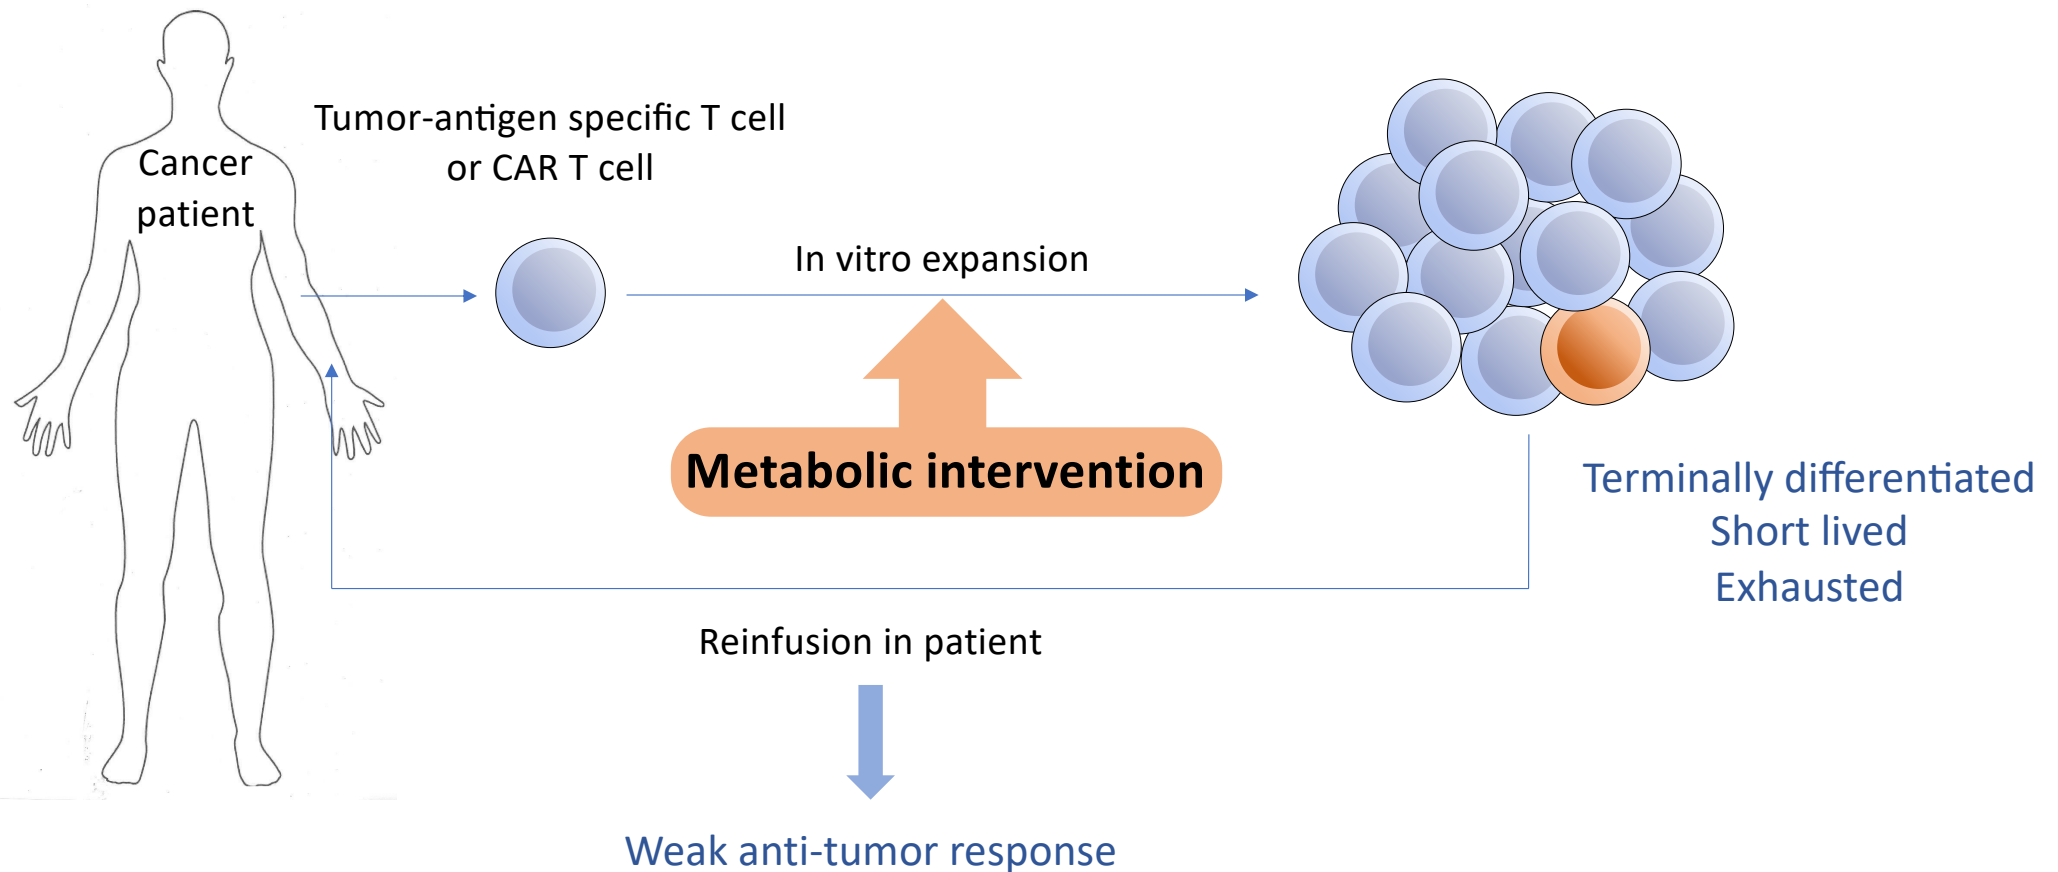 Cancer
patient
Tumor-antigen specific T cell
or CAR T cell
In vitro expansion
Metabolic intervention
Terminally differentiated
Short lived
Exhausted
Reinfusion in patient
Weak anti-tumor response